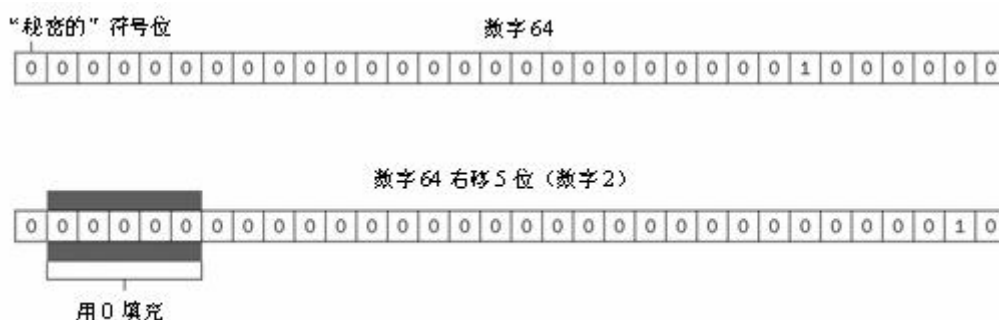 “秘密的” 符号位 数字 64
0 0 0 0 0 0 0 0 0 0 0 0 0 0 0 0 0 0 0 0 0 0 0 0 0 1 0 0 0 0 0 0
数字 64 右移 5 位（数字 2）
0 0 0 0 0 0 0 0 0 0 0 0 0 0 0 0 0 0 0 0 0 0 0 0 0 0 0 0 0 0 1 0
用 0 填充